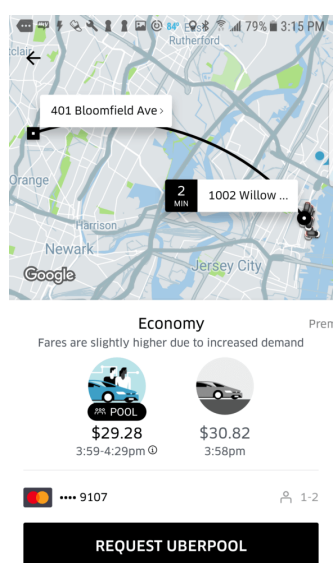 84° 79% 3:15 PM
Rutherford
401 Bloomfield Ave ›
Orange
2
MIN
1002 Willow ...
Harrison
Newark
Jersey City
Google
Economy
Prem
Fares are slightly higher due to increased demand
POOL
$29.28
$30.82
3:59-4:29pm
3:58pm
•••• 9107
1-2
REQUEST UBERPOOL